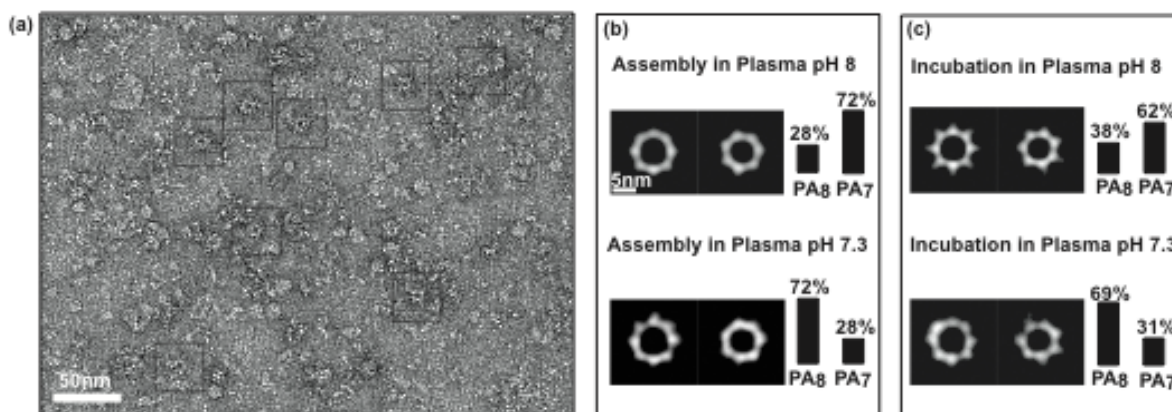 (a)
50nm
(b)
Assembly in Plasma pH 8
72%
28%
5nm
PA8 PA7
Assembly in Plasma pH 7.3
72%
28%
PA8 PA7
(c)
Incubation in Plasma pH 8
62%
38%
PA8 PA7
Incubation in Plasma pH 7.3
69%
31%
PA8 PA7